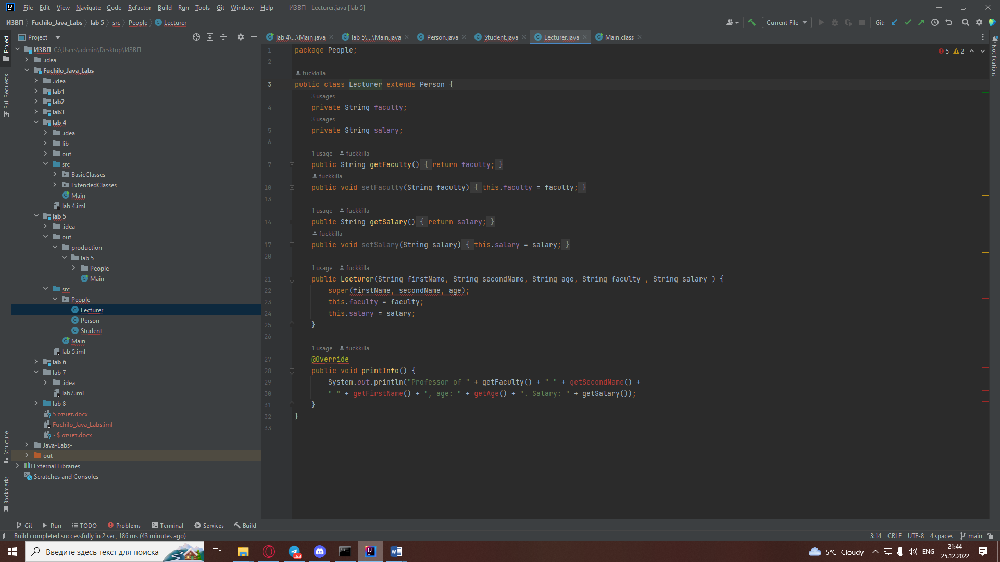 File Edit View Navigate Code Refactor Build Run Tools Git Window Help ИЗВП - Lecturer.java [lab 5]
ИЗВП Fuchilo_Java_Labs lab 5 src People Lecturer
Current File Git:
Project
lab 4\...\Main.java lab 5\...\Main.java Person.java Student.java Lecturer.java Main.class
Project
Pull Requests
Structure
Bookmarks
Notifications
ИЗВП C:\Users\admin\Desktop\ИЗВП
.idea
Fuchilo_Java_Labs
.idea
lab1
lab2
lab3
lab 4
.idea
lib
out
src
BasicClasses
ExtendedClasses
Main
lab 4.iml
lab 5
.idea
out
production
lab 5
People
Main
src
People
Lecturer
Person
Student
Main
lab 5.iml
lab 6
lab 7
.idea
lab7.iml
lab 8
5 отчет.docx
Fuchilo_Java_Labs.iml
~$ отчет.docx
Java-Labs-
out
External Libraries
Scratches and Consoles
5 2
1 package People;
2
fuckkilla
3 public class Lecturer extends Person {
3 usages
4 private String faculty;
3 usages
5 private String salary;
6
1 usage fuckkilla
7 public String getFaculty() { return faculty; }
fuckkilla
10 public void setFaculty(String faculty) { this.faculty = faculty; }
13
1 usage fuckkilla
14 public String getSalary() { return salary; }
fuckkilla
17 public void setSalary(String salary) { this.salary = salary; }
20
1 usage fuckkilla
21 public Lecturer(String firstName, String secondName, String age, String faculty , String salary ) {
22 super(firstName, secondName, age);
23 this.faculty = faculty;
24 this.salary = salary;
25 }
26
1 usage fuckkilla
27 @Override
28 public void printInfo() {
29 System.out.println("Professor of " + getFaculty() + " " + getSecondName() +
30 " " + getFirstName() + ", age: " + getAge() + ". Salary: " + getSalary());
31 }
32 }
33
Git Run TODO Problems Terminal Services Build
Build completed successfully in 2 sec, 186 ms (43 minutes ago) 3:14 CRLF UTF-8 4 spaces main
Введите здесь текст для поиска .63 5°C Cloudy ENG 21:44
25.12.2022